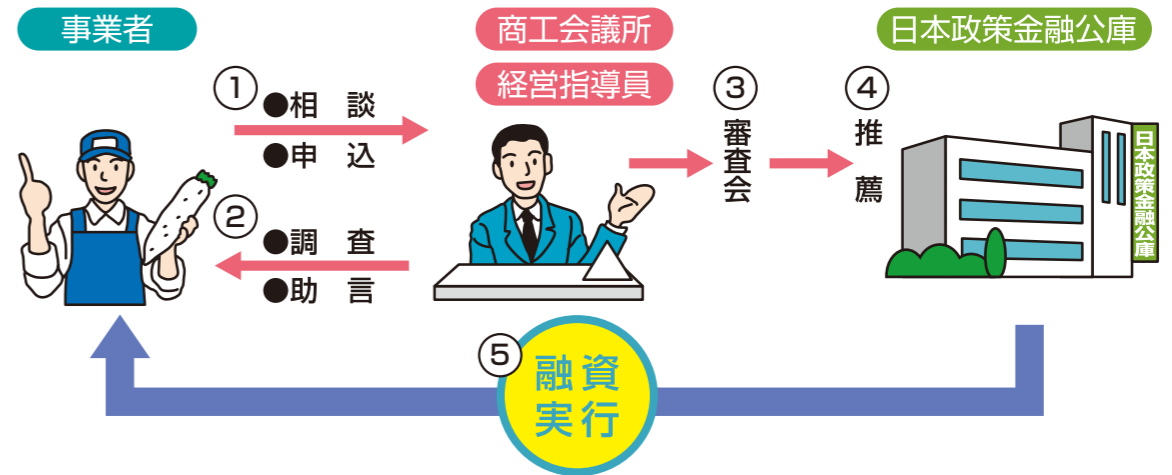 事業者
商工会議所
経営指導員
日本政策金融公庫
①
●相　談
●申　込
②
●調　査
●助　言
③
審査会
④
推　薦
日本政策金融公庫
⑤
融資
実行